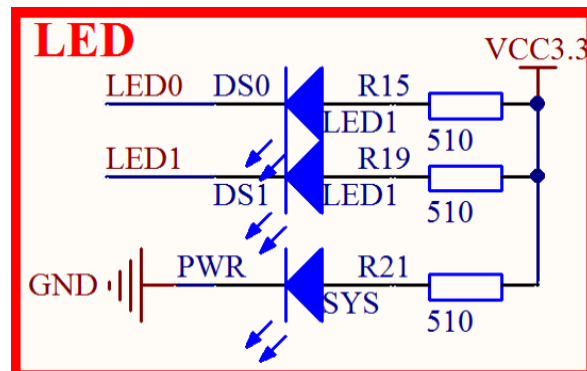 LED
VCC3.3
LED0 DS0 R15
LED1 510
LED1 R19
DS1 LED1 510
GND PWR R21
SYS 510